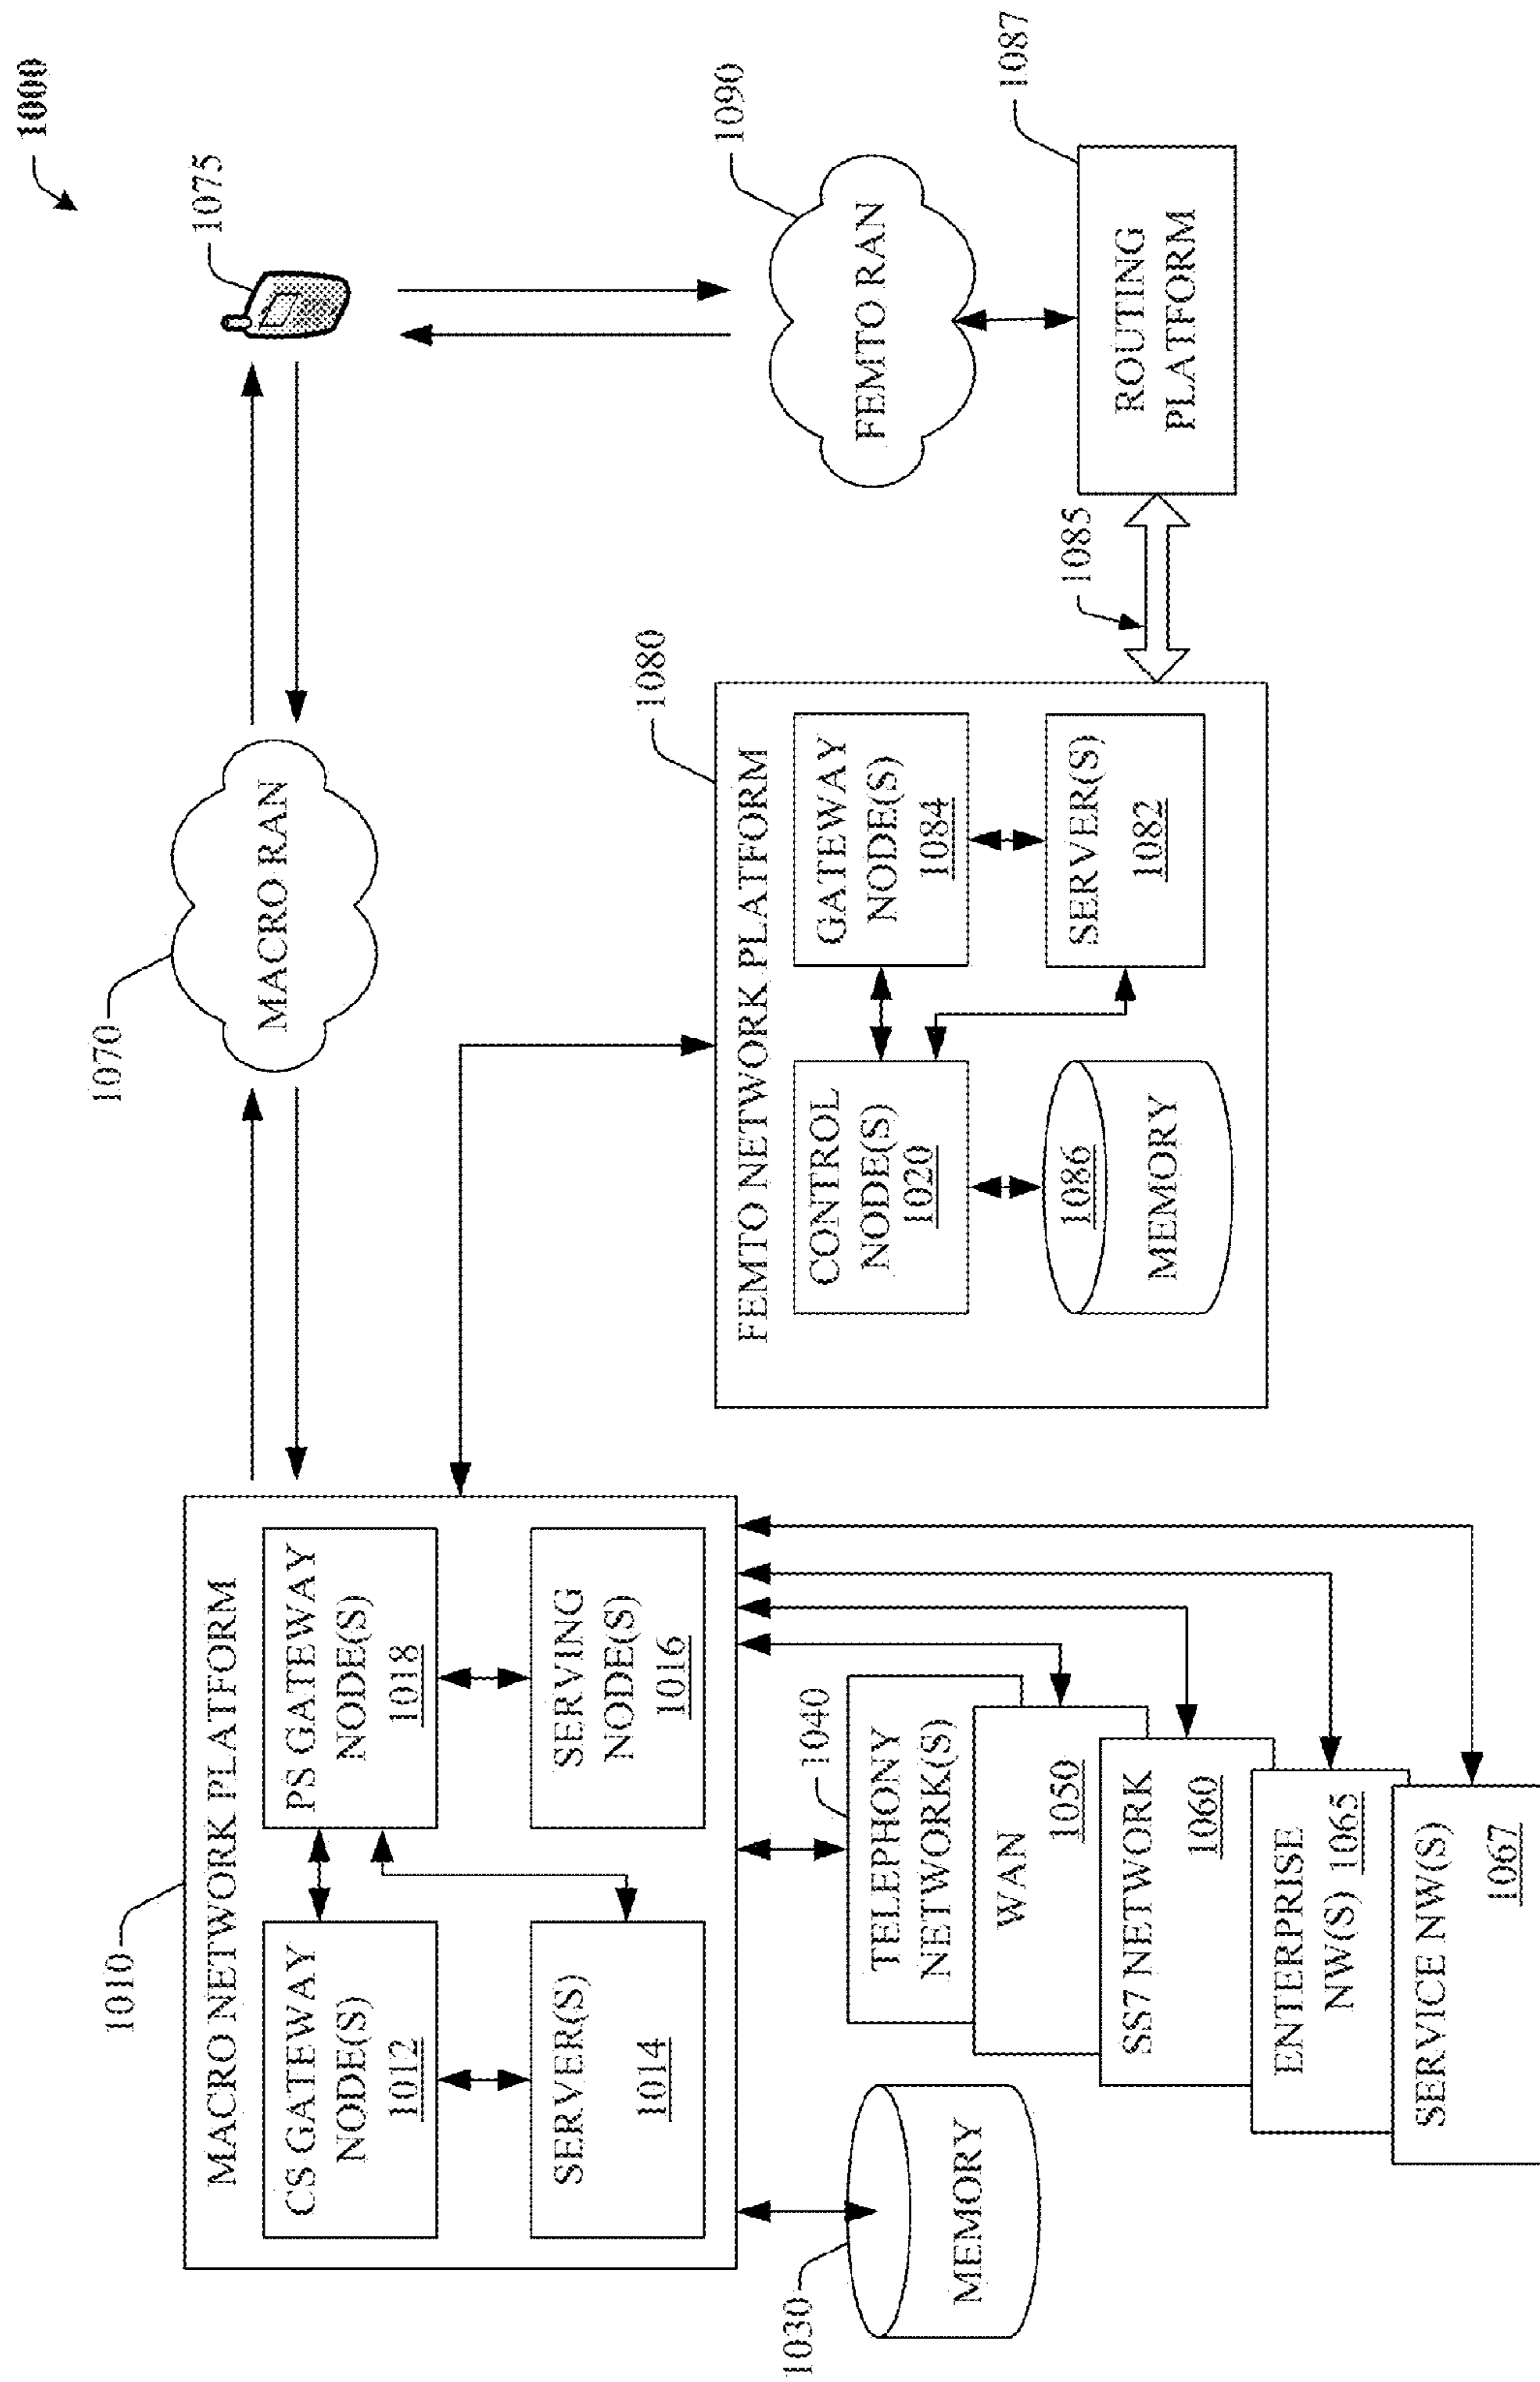 1000
1010
MACRO NETWORK PLATFORM
CS GATEWAY
NODE(S)
1012
PS GATEWAY
NODE(S)
1018
SERVER(S)
1014
SERVING
NODE(S)
1016
1070
MACRO RAN
1075
1030
MEMORY
1040
TELEPHONY
NETWORK(S)
WAN
1050
SS7 NETWORK
1060
ENTERPRISE
NW(S) 1065
SERVICE NW(S)
1067
1080
FEMTO NETWORK PLATFORM
CONTROL
NODE(S)
1020
GATEWAY
NODE(S)
1084
1086
MEMORY
SERVER(S)
1082
1085
1090
FEMTO RAN
1087
ROUTING
PLATFORM